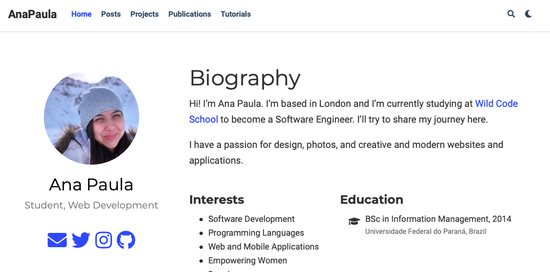 AnaPaula Home Posts Projects Publications Tutorials
Biography
Hi! I'm Ana Paula. I'm based in London and I'm currently studying at Wild Code
School to become a Software Engineer. I'll try to share my journey here.
I have a passion for design, photos, and creative and modern websites and
applications.
Ana Paula
Student, Web Development
Interests
Software Development
Programming Languages
Web and Mobile Applications
Empowering Women
Education
BSc in Information Management, 2014
Universidade Federal do Paraná, Brazil